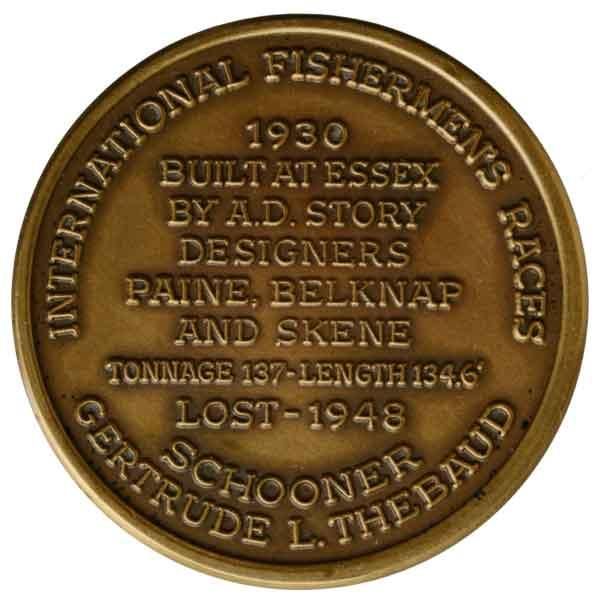 INTERNATIONAL FISHERMEN'S RACES
1930
BUILT AT ESSEX
BY A.D. STORY
DESIGNERS
PAINE, BELKNAP
AND SKENE
TONNAGE 137-LENGTH 134.6'
LOST-1948
SCHOONER
GERTRUDE L. THEBAUD